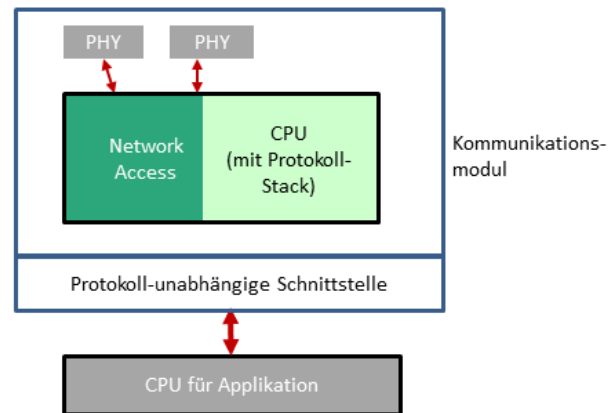 PHY PHY
Network
Access
CPU
(mit Protokoll-
Stack)
Kommunikations-
modul
Protokoll-unabhängige Schnittstelle
CPU für Applikation